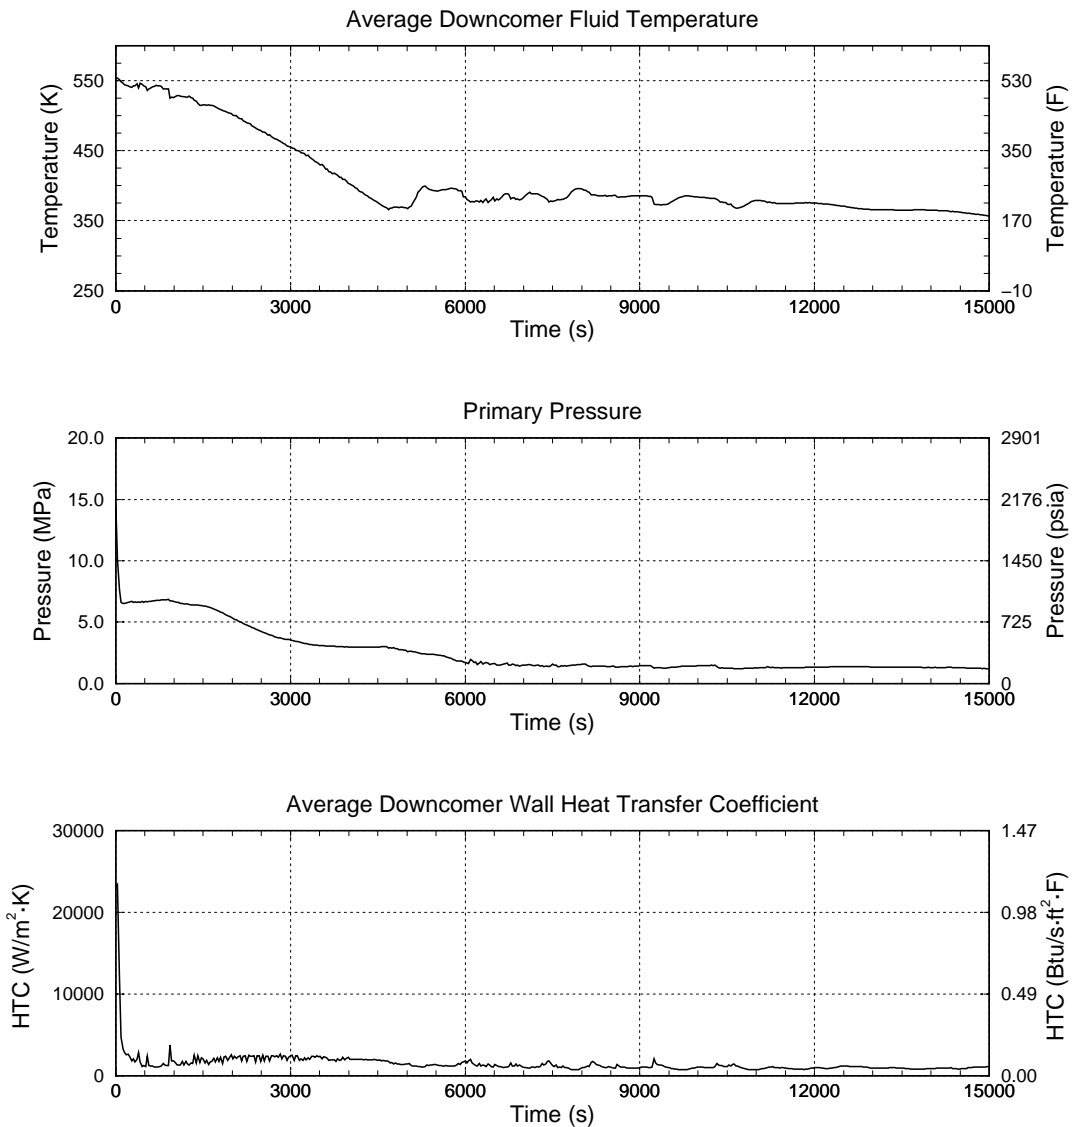 Average Downcomer Fluid Temperature
550
450
350
250
Temperature (K)
530
350
170
−10
Temperature (F)
0 3000 6000 9000 12000 15000
Time (s)
Primary Pressure
20.0
15.0
10.0
5.0
0.0
Pressure (MPa)
2901
2176
1450
725
0
Pressure (psia)
0 3000 6000 9000 12000 15000
Time (s)
Average Downcomer Wall Heat Transfer Coefficient
30000
20000
10000
0
HTC (W/m²·K)
1.47
0.98
0.49
0.00
HTC (Btu/s·ft²·F)
0 3000 6000 9000 12000 15000
Time (s)